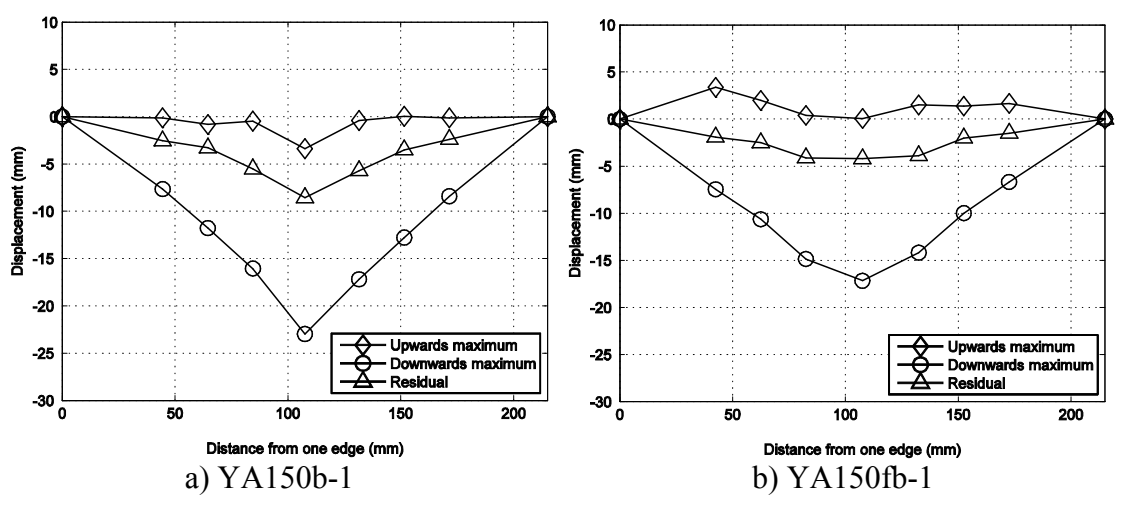 10
5
0
-5
-10
-15
-20
-25
-30
Displacement (mm)
Upwards maximum
Downwards maximum
Residual
0 50 100 150 200
Distance from one edge (mm)
a) YA150b-1
10
5
0
-5
-10
-15
-20
-25
-30
Displacement (mm)
Upwards maximum
Downwards maximum
Residual
0 50 100 150 200
Distance from one edge (mm)
b) YA150fb-1